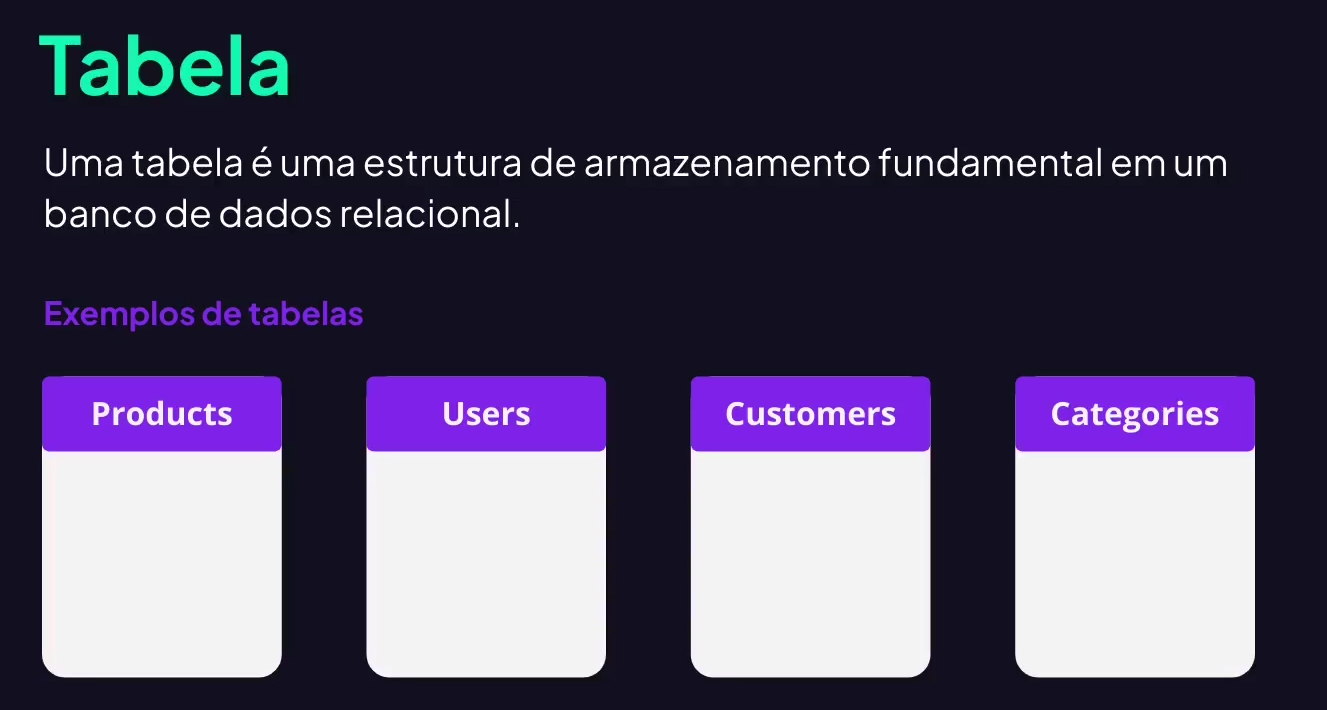 Tabela
Uma tabela é uma estrutura de armazenamento fundamental em um
banco de dados relacional.
Exemplos de tabelas
Products
Users
Customers
Categories